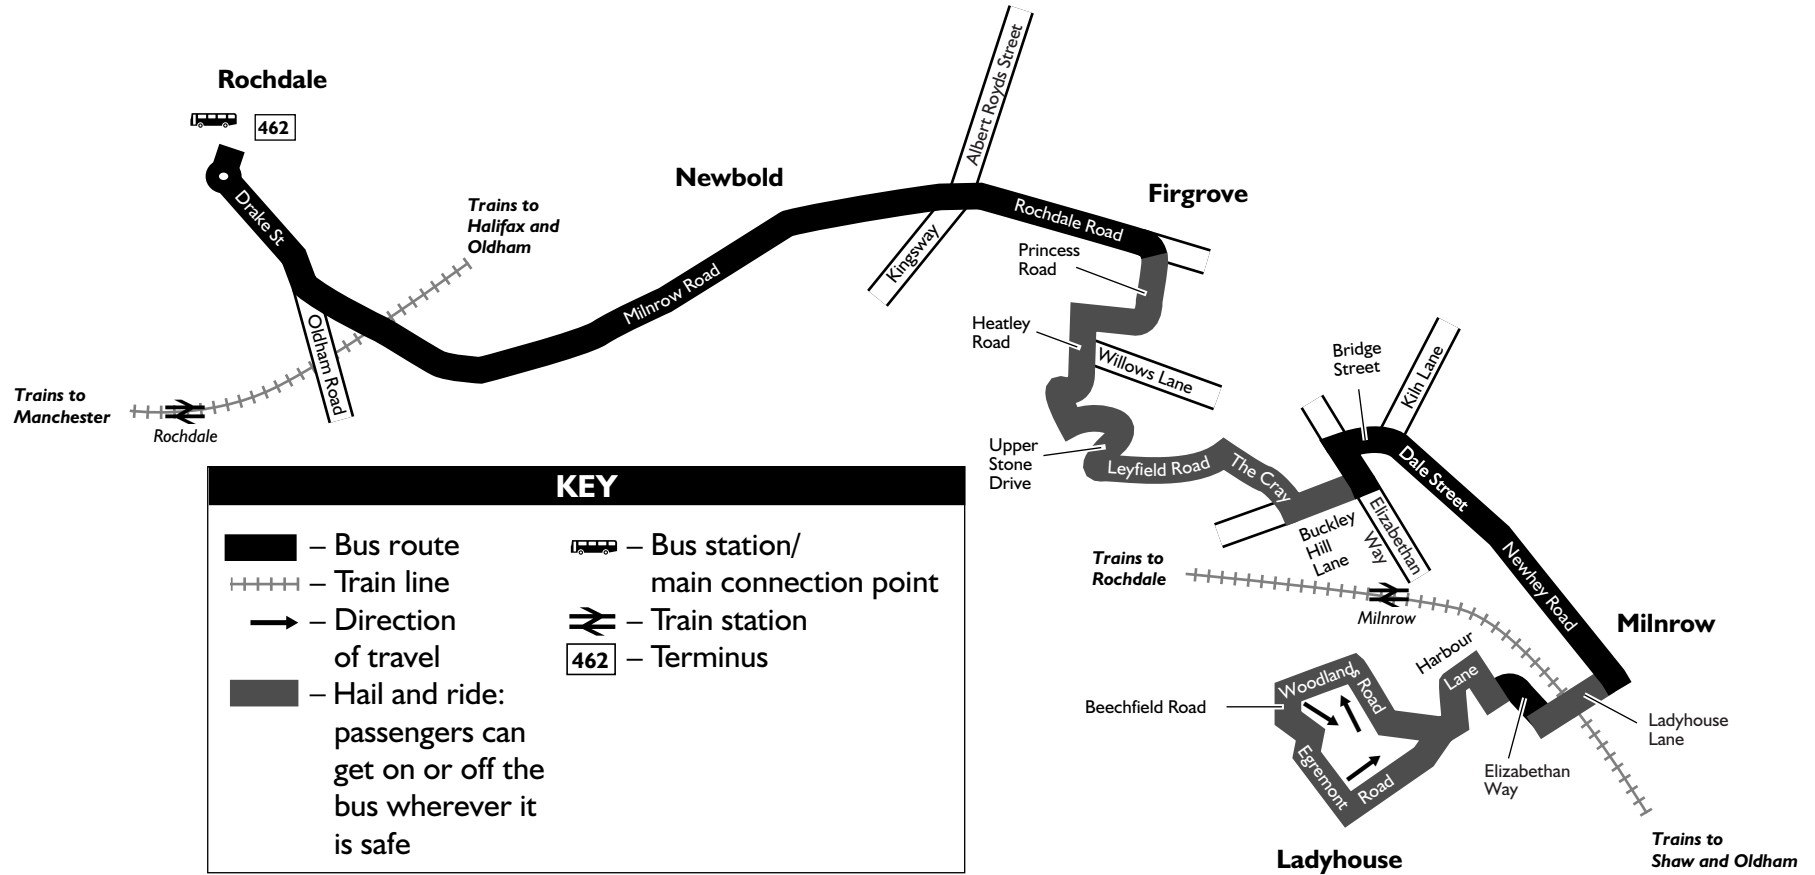 Rochdale
462
Drake St
Trains to
Halifax and
Oldham
Oldham Road
Trains to
Manchester
Rochdale
Milnrow Road
Newbold
Albert Royds Street
Kingsway
Rochdale Road
Firgrove
Princess
Road
Heatley
Road
Willows Lane
Upper
Stone
Drive
Leyfield Road
The Cray
Buckley
Hill
Lane
Elizabethan
Way
Bridge
Street
Kiln Lane
Dale Street
Newhey Road
Milnrow
Trains to
Rochdale
Milnrow
Harbour
Lane
Woodlands
Road
Beechfield Road
Egremont
Road
Elizabethan
Way
Ladyhouse
Lane
Ladyhouse
Trains to
Shaw and Oldham
KEY
– Bus route
– Train line
– Direction
of travel
– Hail and ride:
passengers can
get on or off the
bus wherever it
is safe
– Bus station/
main connection point
– Train station
462 – Terminus